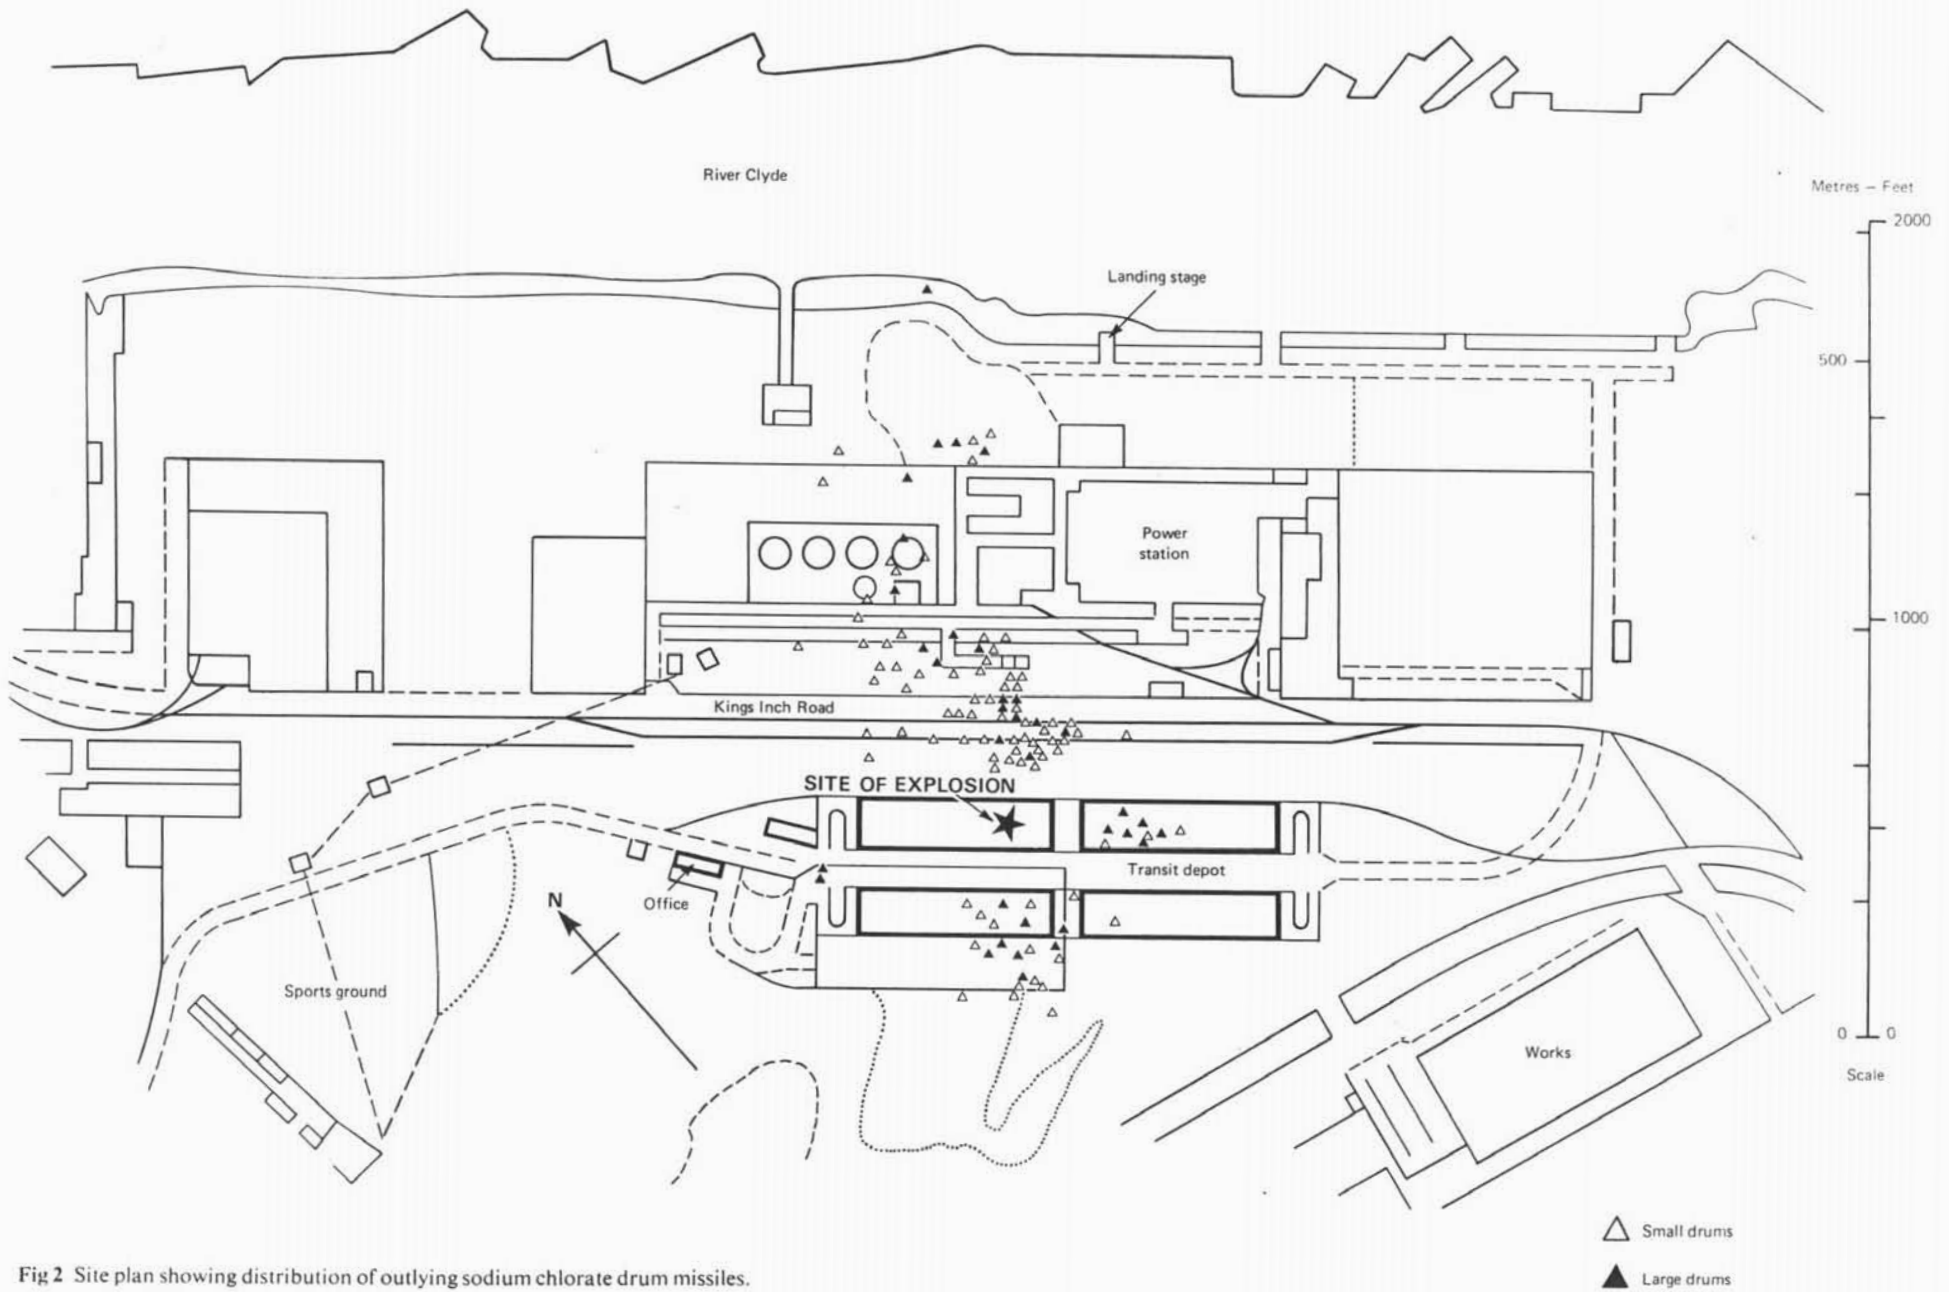 River Clyde
Metres – Feet
2000
Landing stage
500
Power
station
1000
Kings Inch Road
SITE OF EXPLOSION
Transit depot
N
Office
Sports ground
0
0
Works
Scale
Small drums
Large drums
Fig 2 Site plan showing distribution of outlying sodium chlorate drum missiles.